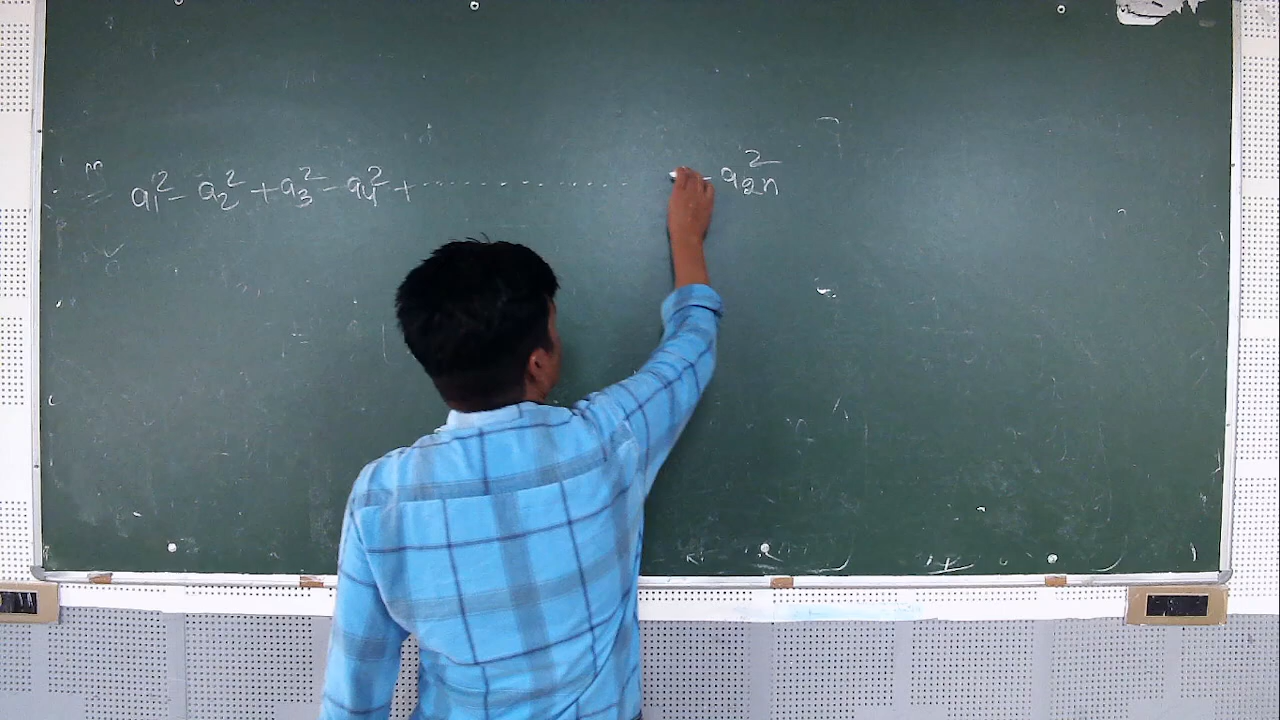 a₁² - a₂² + a₃² - a₄² + ............... - a₂ₙ²